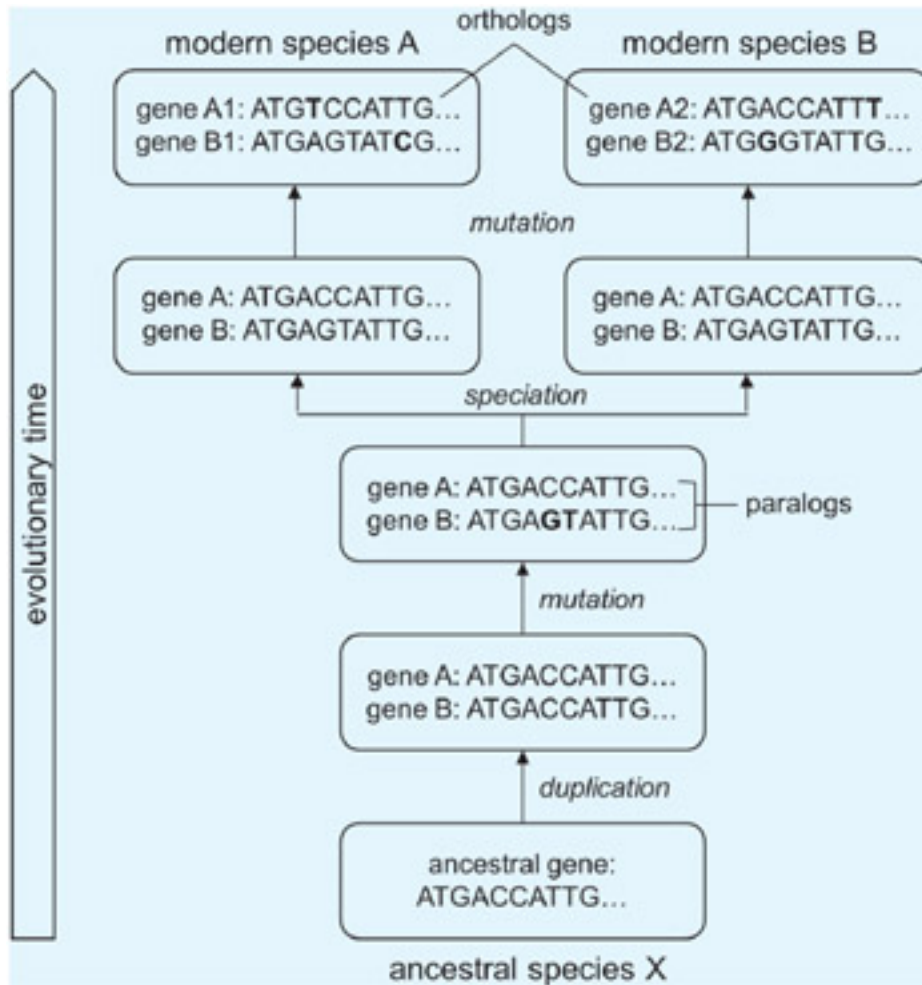 orthologs
modern species A
modern species B
gene A1: ATGTCCATTG...
gene B1: ATGAGTATCG...
gene A2: ATGACCATTT...
gene B2: ATGGGTATTG...
mutation
gene A: ATGACCATTG...
gene B: ATGAGTATTG...
gene A: ATGACCATTG...
gene B: ATGAGTATTG...
speciation
gene A: ATGACCATTG...
gene B: ATGAGTATTG...
paralogs
mutation
gene A: ATGACCATTG...
gene B: ATGACCATTG...
duplication
ancestral gene:
ATGACCATTG...
ancestral species X
evolutionary time